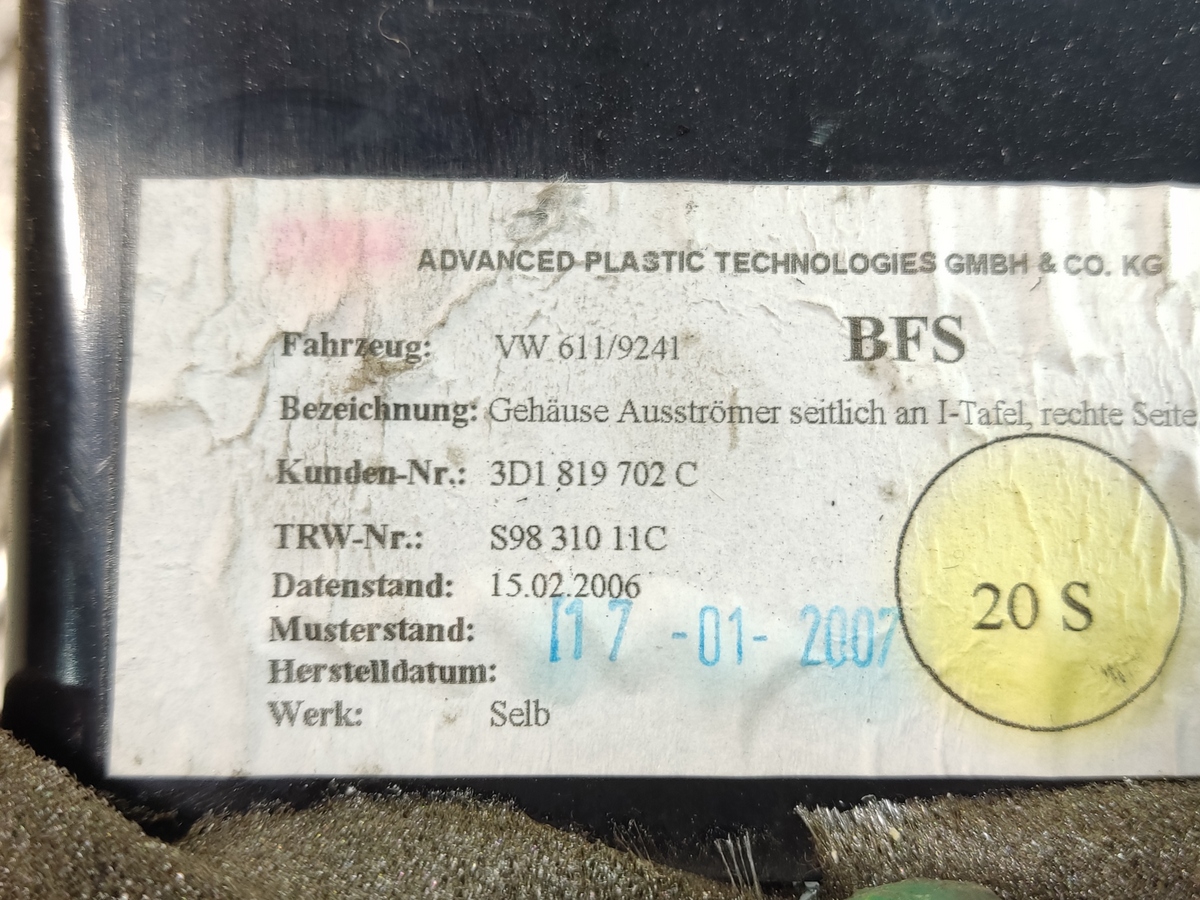 ADVANCED PLASTIC TECHNOLOGIES GMBH & CO. KG
BFS
Fahrzeug: VW 611/9241
Bezeichnung: Gehäuse Ausströmer seitlich an I-Tafel, rechte Seite
Kunden-Nr.: 3D1 819 702 C
TRW-Nr.: S98 310 11C
Datenstand: 15.02.2006
Musterstand: 17 -01- 2007
Herstelldatum:
Werk: Selb
20 S